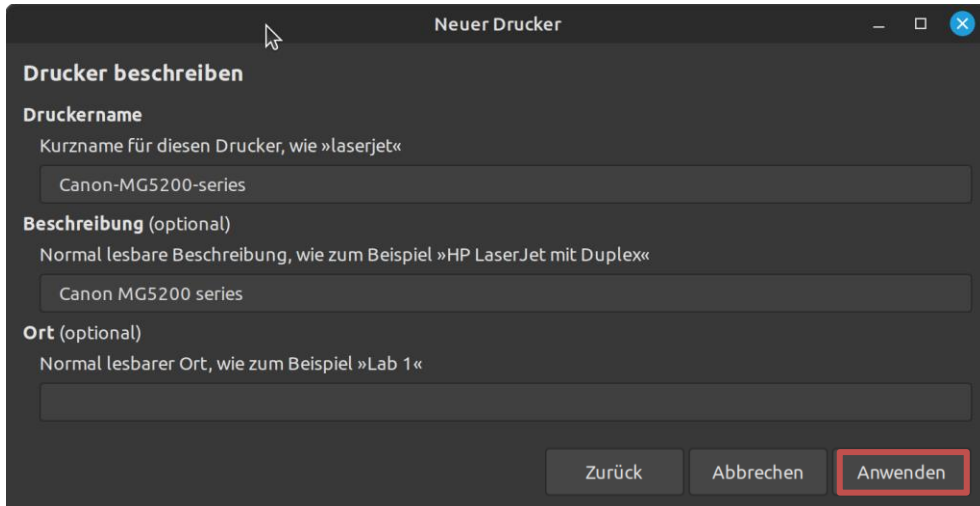 Neuer Drucker
Drucker beschreiben
Druckername
Kurzname für diesen Drucker, wie »laserjet«
Canon-MG5200-series
Beschreibung (optional)
Normal lesbare Beschreibung, wie zum Beispiel »HP LaserJet mit Duplex«
Canon MG5200 series
Ort (optional)
Normal lesbarer Ort, wie zum Beispiel »Lab 1«
Zurück Abbrechen Anwenden